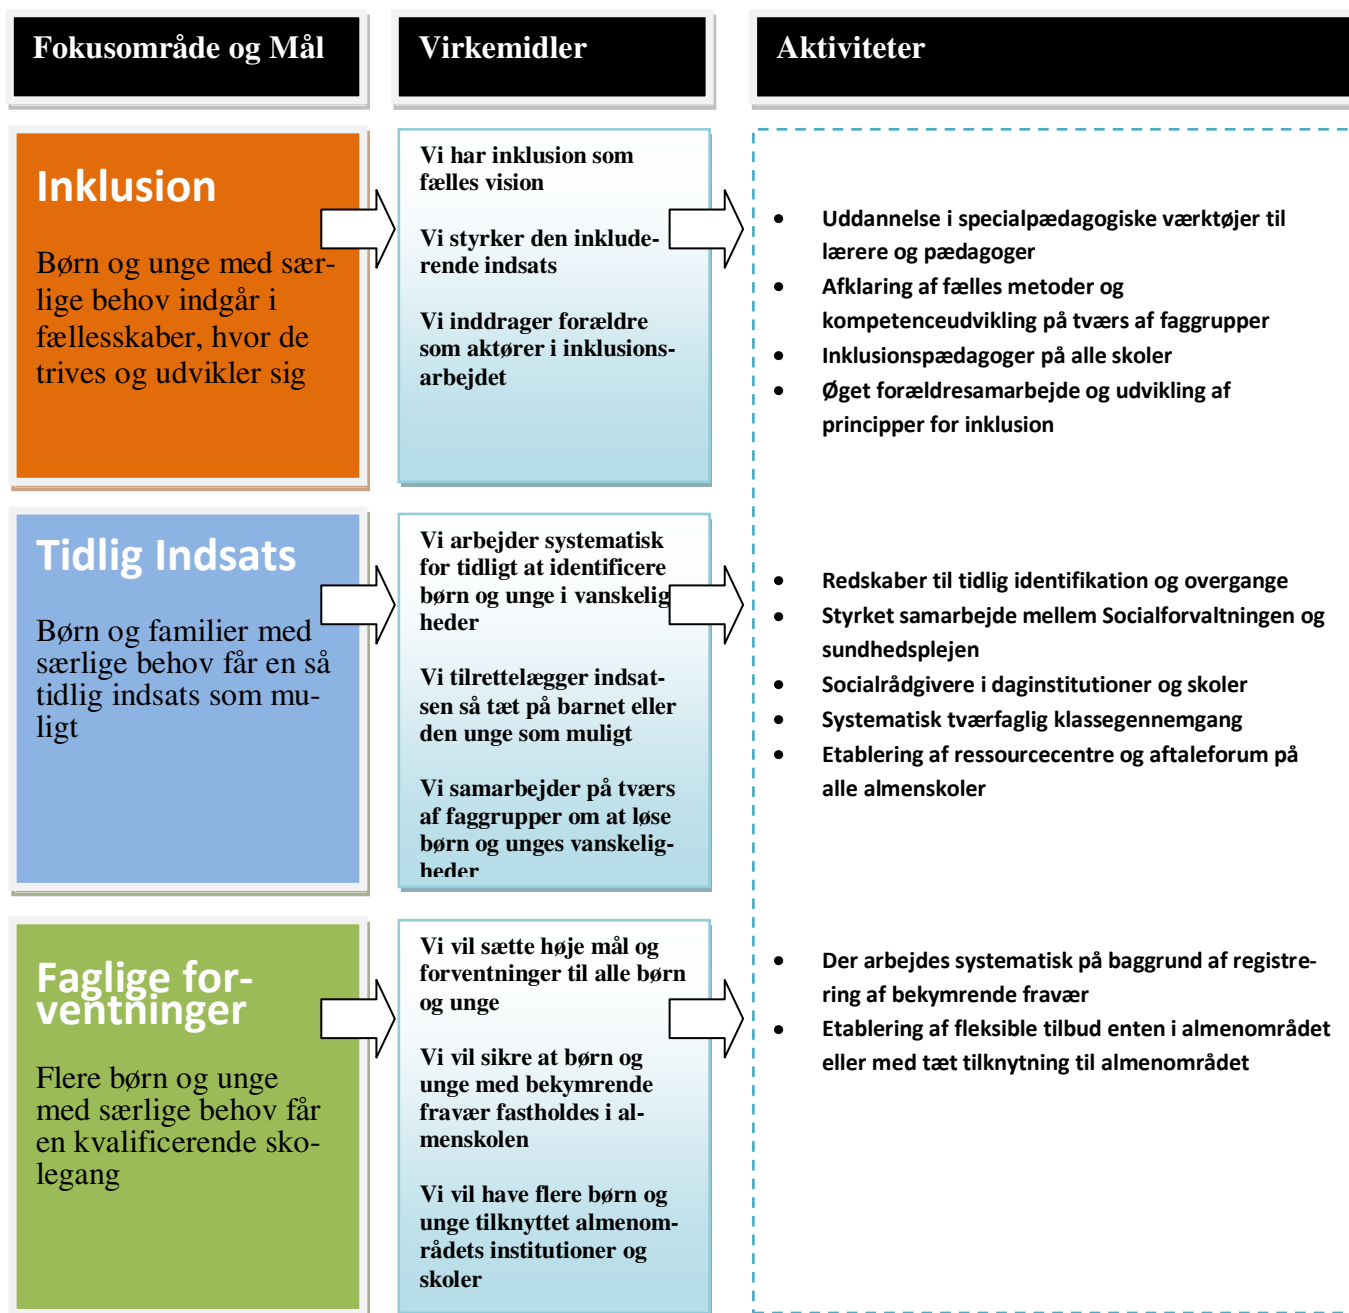 Fokusområde og Mål
Virkemidler
Aktiviteter
Inklusion
Børn og unge med sær-
lige behov indgår i
fællesskaber, hvor de
trives og udvikler sig
Vi har inklusion som
fælles vision
Vi styrker den inklude-
rende indsats
Vi inddrager forældre
som aktører i inklusions-
arbejdet
• Uddannelse i specialpædagogiske værktøjer til
lærere og pædagoger
• Afklaring af fælles metoder og
kompetenceudvikling på tværs af faggrupper
• Inklusionspædagoger på alle skoler
• Øget forældresamarbejde og udvikling af
principper for inklusion
Tidlig Indsats
Børn og familier med
særlige behov får en så
tidlig indsats som mu-
ligt
Vi arbejder systematisk
for tidligt at identificere
børn og unge i vanskelig
heder
Vi tilrettelægger indsat-
sen så tæt på barnet eller
den unge som muligt
Vi samarbejder på tværs
af faggrupper om at løse
børn og unges vanskelig-
heder
• Redskaber til tidlig identifikation og overgange
• Styrket samarbejde mellem Socialforvaltningen og
sundhedsplejen
• Socialrådgivere i daginstitutioner og skoler
• Systematisk tværfaglig klassegennemgang
• Etablering af ressourcecentre og aftaleforum på
alle almenskoler
Faglige for-
ventninger
Flere børn og unge
med særlige behov får
en kvalificerende sko-
legang
Vi vil sætte høje mål og
forventninger til alle børn
og unge
Vi vil sikre at børn og
unge med bekymrende
fravær fastholdes i al-
menskolen
Vi vil have flere børn og
unge tilknyttet almenom-
rådets institutioner og
skoler
• Der arbejdes systematisk på baggrund af registre-
ring af bekymrende fravær
• Etablering af fleksible tilbud enten i almenområdet
eller med tæt tilknytning til almenområdet